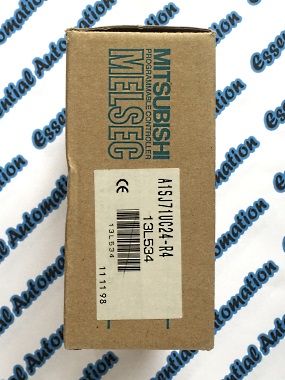 MITSUBISHI
PROGRAMMABLE CONTROLLER
MELSEC
A1SJ71UC24-R4
13L534
13L534
111198
CE
Essential Automation